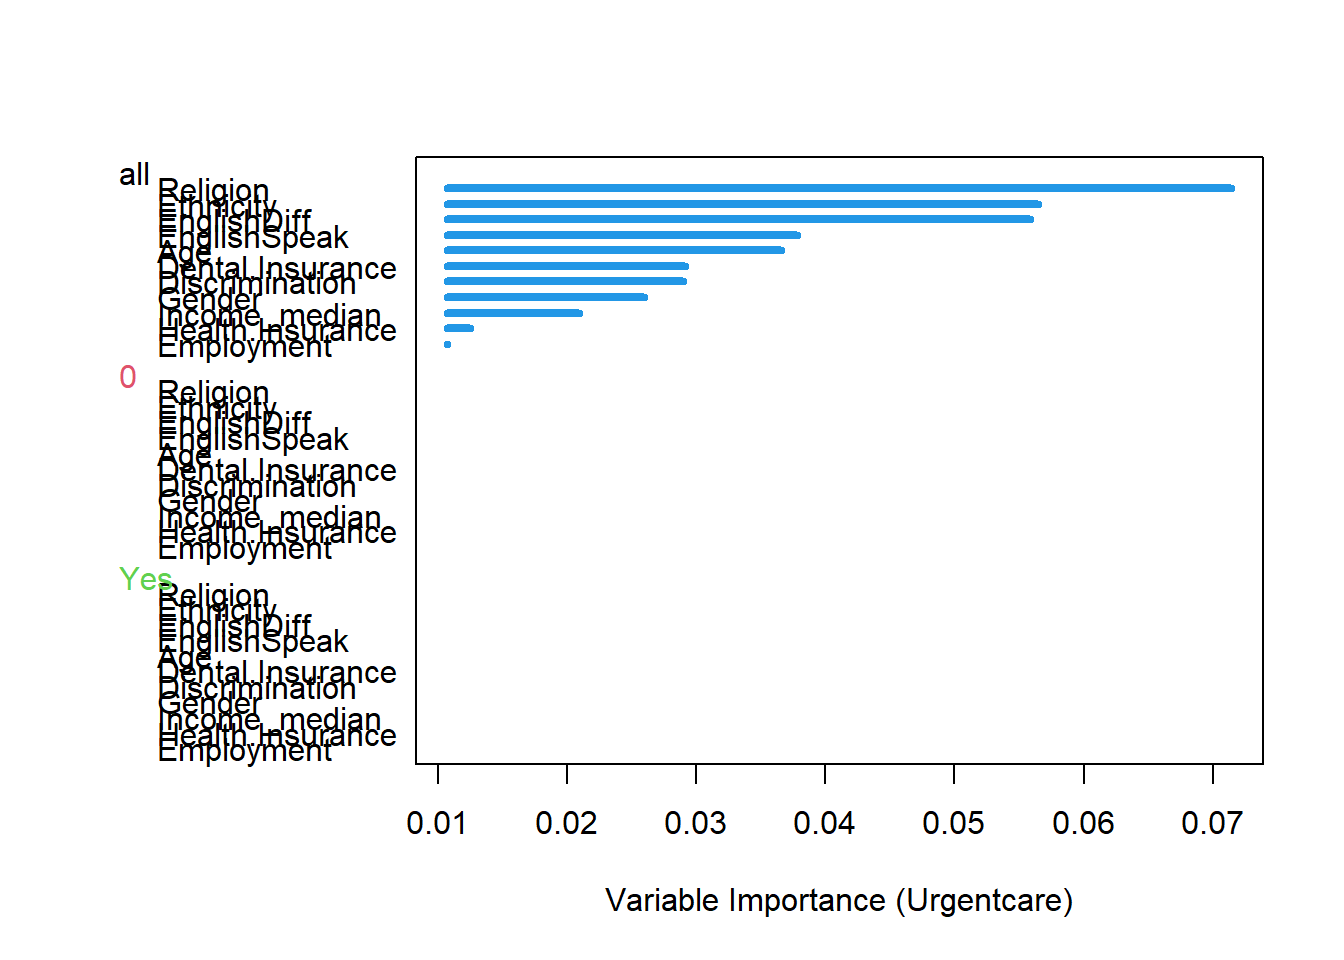 all
Religion
Ethnicity
EnglishDiff
EnglishSpeak
Age
Dental.Insurance
Discrimination
Gender
Income_median
Health.Insurance
Employment
0
Religion
Ethnicity
EnglishDiff
EnglishSpeak
Age
Dental.Insurance
Discrimination
Gender
Income_median
Health.Insurance
Employment
Yes
Religion
Ethnicity
EnglishDiff
EnglishSpeak
Age
Dental.Insurance
Discrimination
Gender
Income_median
Health.Insurance
Employment
0.01 0.02 0.03 0.04 0.05 0.06 0.07
Variable Importance (Urgentcare)